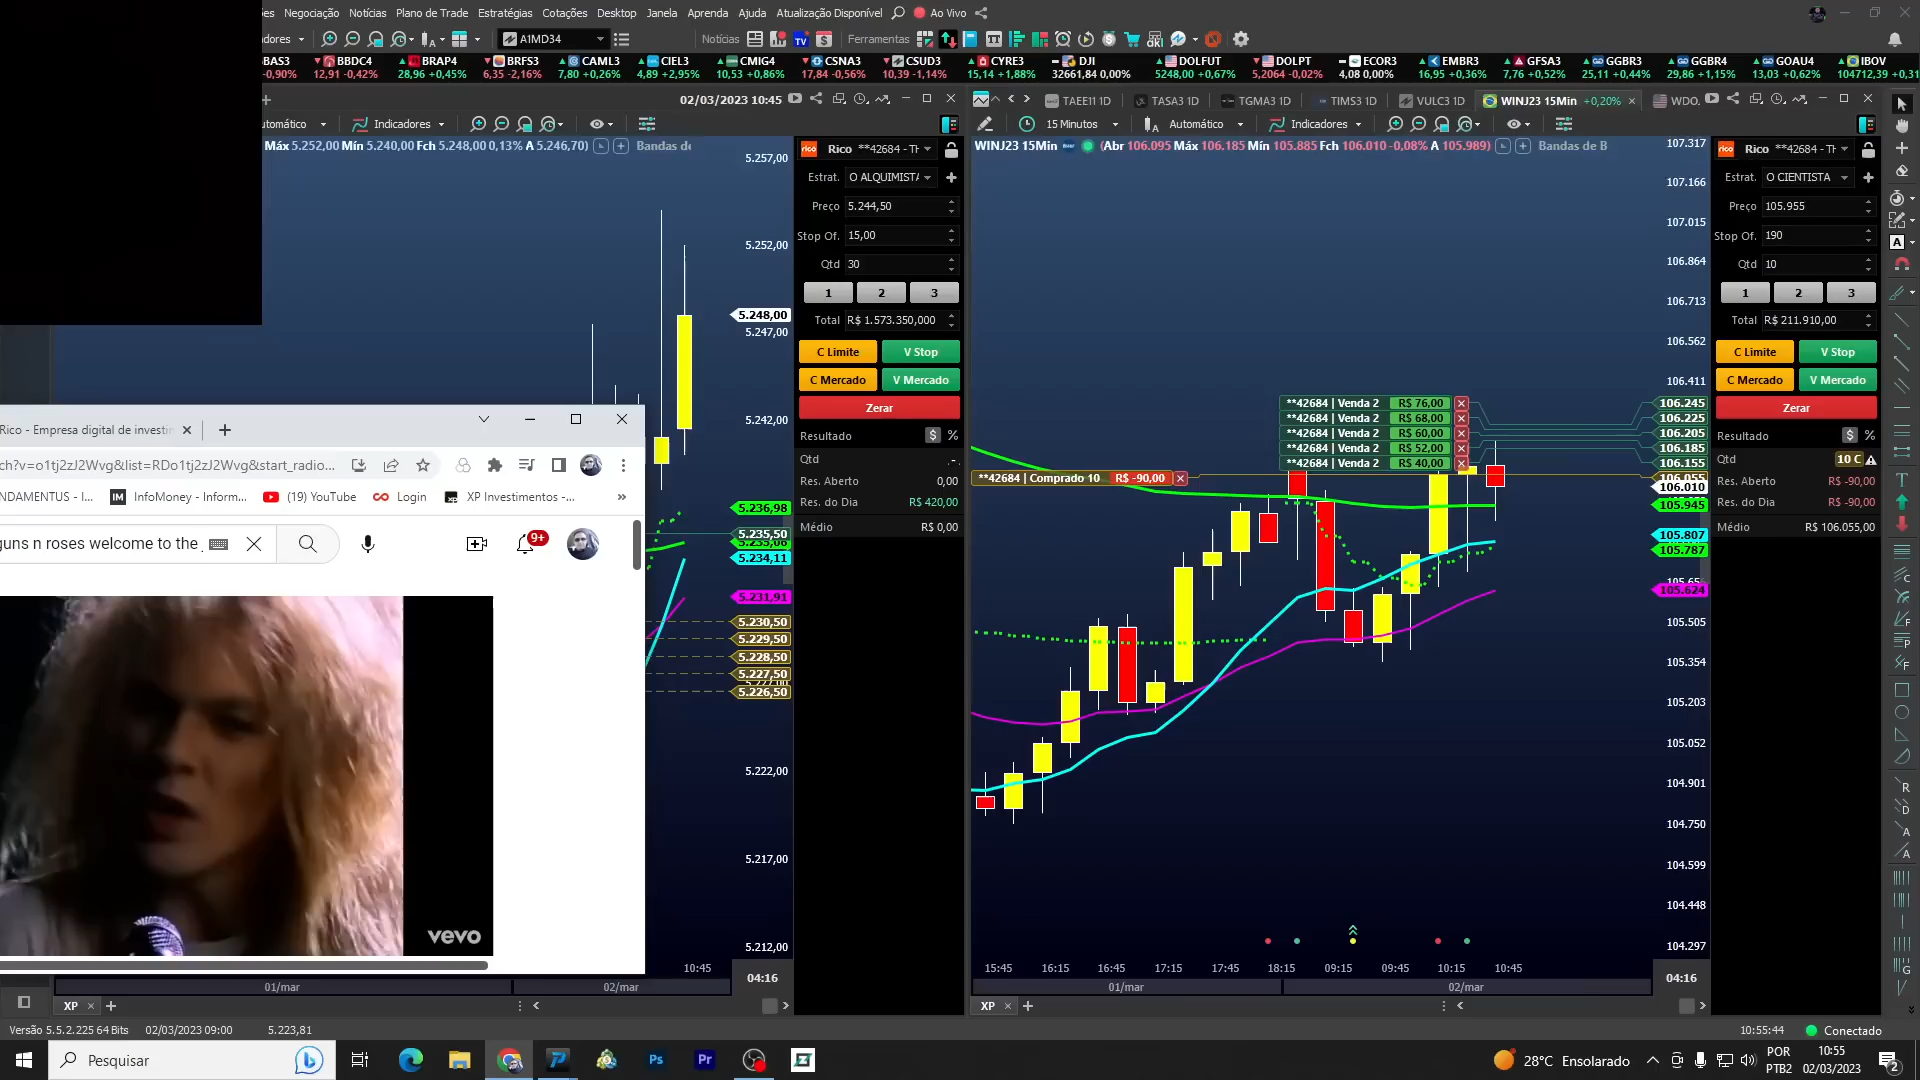 Negociação Notícias Plano de Trade Estratégias Cotações Desktop Janela Aprenda Ajuda Atualização Disponível Ao Vivo
A1MD34 Notícias TV Ferramentas
BBDC4 BRAP4 BRFS3 CAML3 CIEL3 CMIG4 CSNA3 CSUD3 CYRE3 DJI DOLFUT DOLPT ECOR3 EMBR3 GFSA3 GGBR3 GGBR4 GOAU4 IBOV
-0,90% 12,91 -0,42% 28,96 +0,45% 6,35 -2,16% 7,80 +0,26% 4,89 +2,95% 10,53 +0,86% 17,84 -0,56% 10,39 -1,14% 15,14 +1,88% 32661,84 0,00% 5248,00 +0,67% 5,2064 -0,02% 4,08 0,00% 16,95 +0,36% 7,76 +0,52% 25,11 +0,44% 29,86 +1,15% 13,03 +0,62% 104712,39 +0,31
02/03/2023 10:45
TAEE11 1D TASA3 1D TGMA3 1D TIMS3 1D VULC3 1D WINJ23 15Min +0,20% WDO
Indicadores
15 Minutos Automático Indicadores
Máx 5.252,00 Mín 5.240,00 Fch 5.248,00 0,13% A 5.246,70)
WINJ23 15Min (Abr 106.095 Máx 106.185 Mín 105.885 Fch 106.010 -0,08% A 105.989) Bandas de B
5.257,00
5.252,00
5.248,00
5.247,00
5.242,00
5.236,98
5.235,50
5.234,11
5.231,91
5.230,50
5.229,50
5.228,50
5.227,50
5.226,50
5.222,00
5.217,00
5.212,00
rico Rico **42684 - Tł
Estrat. O ALQUIMISTA
Preço 5.244,50
Stop Of. 15,00
Qtd 30
1 2 3
Total R$ 1.573.350,000
C Limite V Stop
C Mercado V Mercado
Zerar
Resultado $ %
Qtd
Res. Aberto 0,00
Res. do Dia R$ 420,00
Médio R$ 0,00
107.317
107.166
107.015
106.864
106.713
106.562
106.411
**42684 | Venda 2 R$ 76,00 106.245
**42684 | Venda 2 R$ 68,00 106.225
**42684 | Venda 2 R$ 60,00 106.205
**42684 | Venda 2 R$ 52,00 106.185
**42684 | Venda 2 R$ 40,00 106.155
**42684 | Comprado 10 R$ -90,00
106.010
105.945
105.807
105.787
105.624
105.505
105.354
105.203
105.052
104.901
104.750
104.599
104.448
104.297
rico Rico **42684 - Tł
Estrat. O CIENTISTA
Preço 105.955
Stop Of. 190
Qtd 10
1 2 3
Total R$ 211.910,00
C Limite V Stop
C Mercado V Mercado
Zerar
Resultado $ %
Qtd 10 C
Res. Aberto R$ -90,00
Res. do Dia R$ -90,00
Médio R$ 106.055,00
Rico - Empresa digital de investir
ch?v=o1tj2zJ2Wvg&list=RDo1tj2zJ2Wvg&start_radio...
NDAMENTUS - I... IM InfoMoney - Inform... (19) YouTube Login XP Investimentos -...
guns n roses welcome to the
9+
vevo
10:45 04:16
01/mar 02/mar
15:45 16:15 16:45 17:15 17:45 18:15 09:15 09:45 10:15 10:45 04:16
01/mar 02/mar
XP
XP
Versão 5.5.2.225 64 Bits 02/03/2023 09:00 5.223,81 10:55:44 Conectado
Pesquisar Ps Pr 28°C Ensolarado POR PTB2 10:55 02/03/2023 2